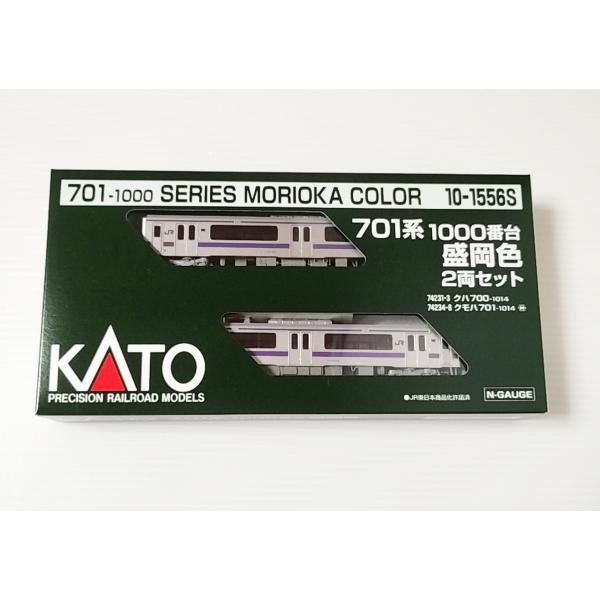 701-1000 SERIES MORIOKA COLOR 10-1556S
701系 1000番台
盛岡色
2両セット
74231-3 クハ700-1014
74234-8 クモハ701-1014 M
JR
JR
KATO
PRECISION RAILROAD MODELS
●JR東日本商品化許諾済
N-GAUGE